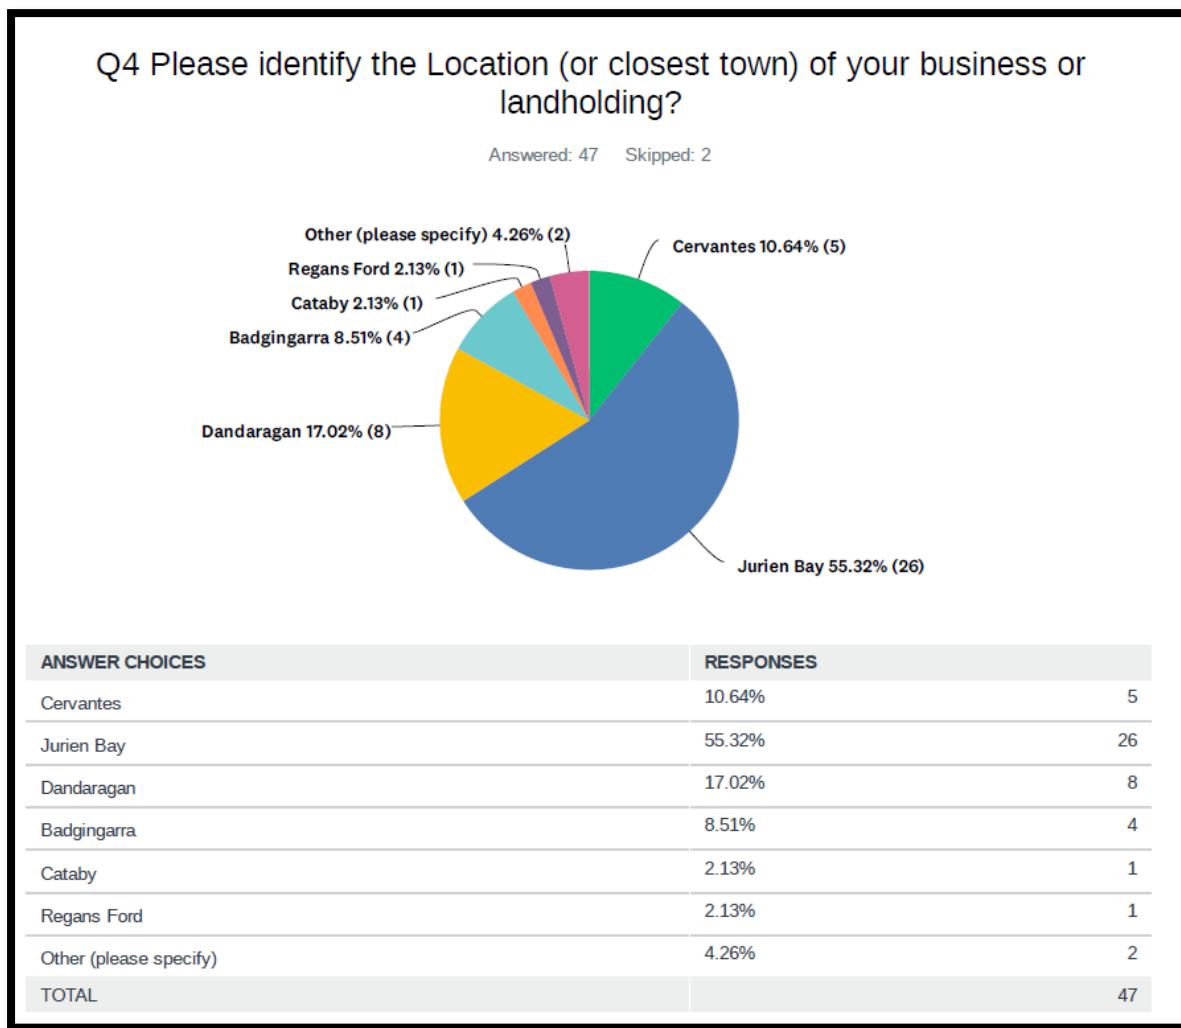 Q4 Please identify the Location (or closest town) of your business or
landholding?
Answered: 47 Skipped: 2
Other (please specify) 4.26% (2)
Cervantes 10.64% (5)
Regans Ford 2.13% (1)
Cataby 2.13% (1)
Badgingarra 8.51% (4)
Dandaragan 17.02% (8)
Jurien Bay 55.32% (26)
ANSWER CHOICES RESPONSES
Cervantes 10.64% 5
Jurien Bay 55.32% 26
Dandaragan 17.02% 8
Badgingarra 8.51% 4
Cataby 2.13% 1
Regans Ford 2.13% 1
Other (please specify) 4.26% 2
TOTAL 47